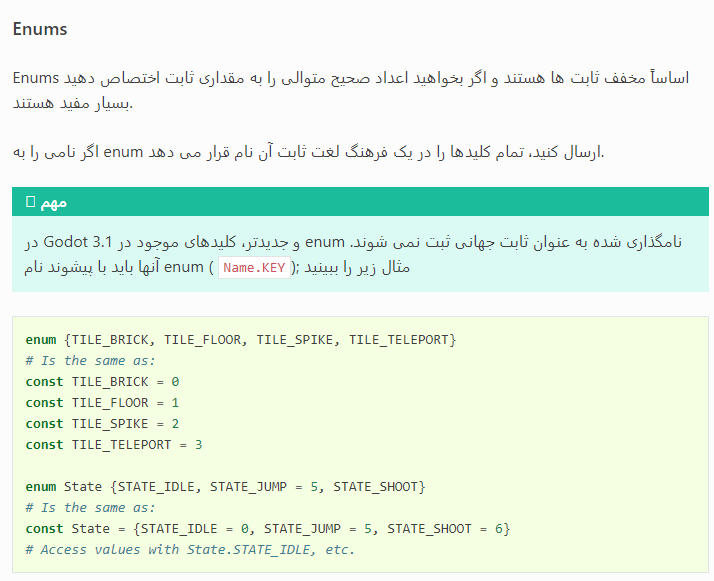 Enums
Enums اساساً مخفف ثابت ها هستند و اگر بخواهید اعداد صحیح متوالی را به مقداری ثابت اختصاص دهید
بسیار مفید هستند.
اگر نامی را به enum ارسال کنید، تمام کلیدها را در یک فرهنگ لغت ثابت آن نام قرار می دهد.
مهم
در Godot 3.1 و جدیدتر، کلیدهای موجود در enum نامگذاری شده به عنوان ثابت جهانی ثبت نمی شوند.
آنها باید با پیشوند نام enum ( Name.KEY); مثال زیر را ببینید
enum {TILE_BRICK, TILE_FLOOR, TILE_SPIKE, TILE_TELEPORT}
# Is the same as:
const TILE_BRICK = 0
const TILE_FLOOR = 1
const TILE_SPIKE = 2
const TILE_TELEPORT = 3
enum State {STATE_IDLE, STATE_JUMP = 5, STATE_SHOOT}
# Is the same as:
const State = {STATE_IDLE = 0, STATE_JUMP = 5, STATE_SHOOT = 6}
# Access values with State.STATE_IDLE, etc.